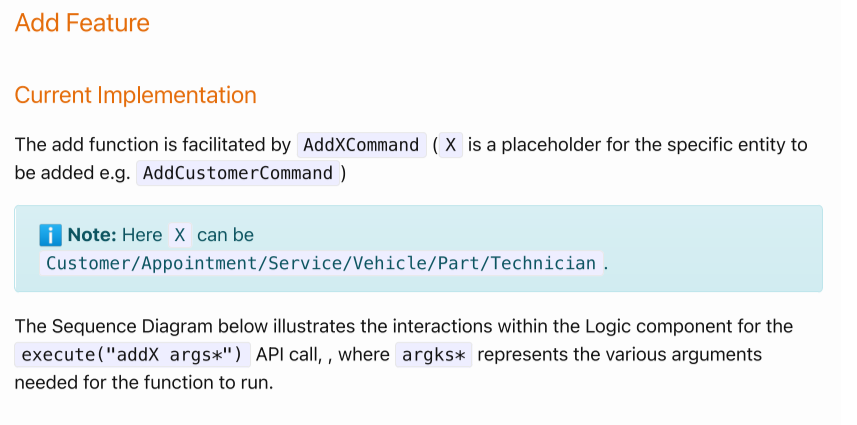 Add Feature
Current Implementation
The add function is facilitated by AddXCommand ( X is a placeholder for the specific entity to
be added e.g. AddCustomerCommand )
ℹ️ Note: Here X can be
Customer/Appointment/Service/Vehicle/Part/Technician .
The Sequence Diagram below illustrates the interactions within the Logic component for the
execute("addX args*") API call, , where argks* represents the various arguments
needed for the function to run.